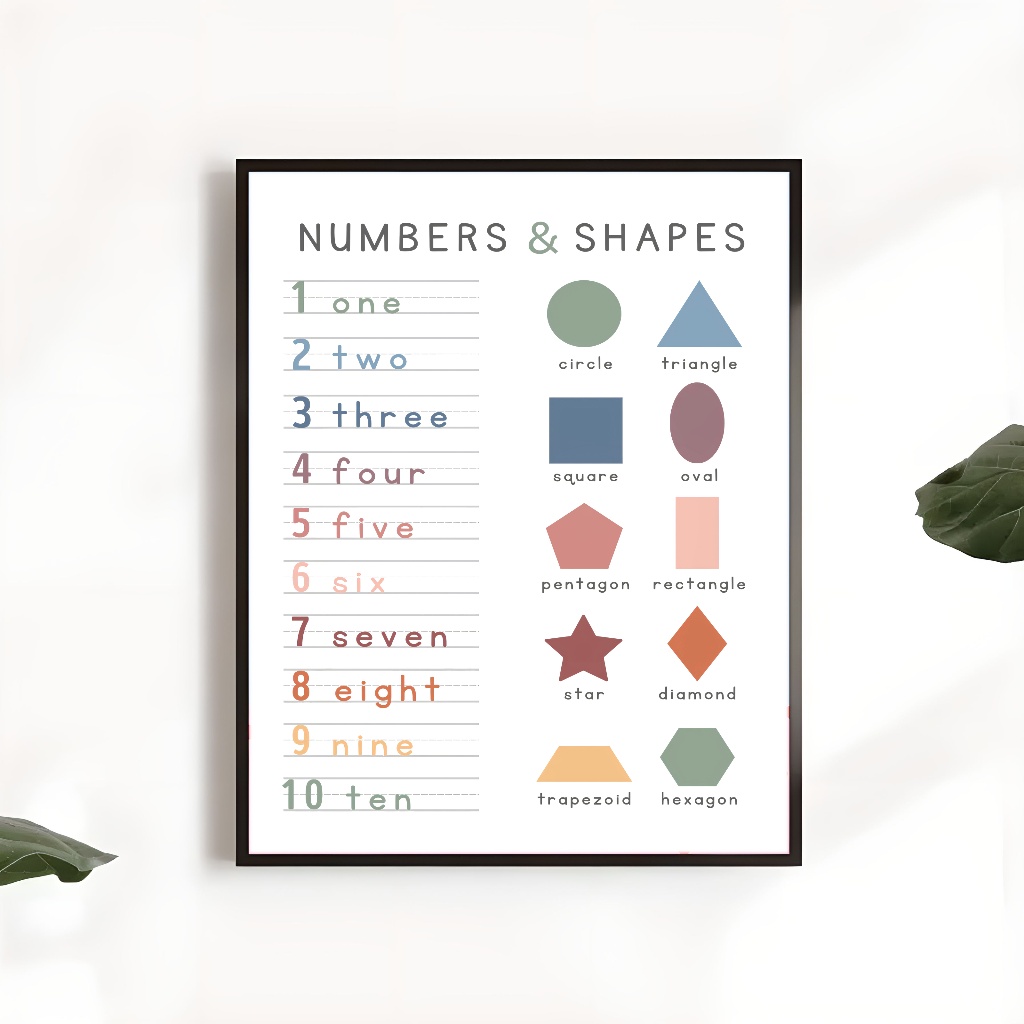 NUMBERS & SHAPES
1 one
2 two
3 three
4 four
5 five
6 six
7 seven
8 eight
9 nine
10 ten
circle triangle
square oval
pentagon rectangle
star diamond
trapezoid hexagon